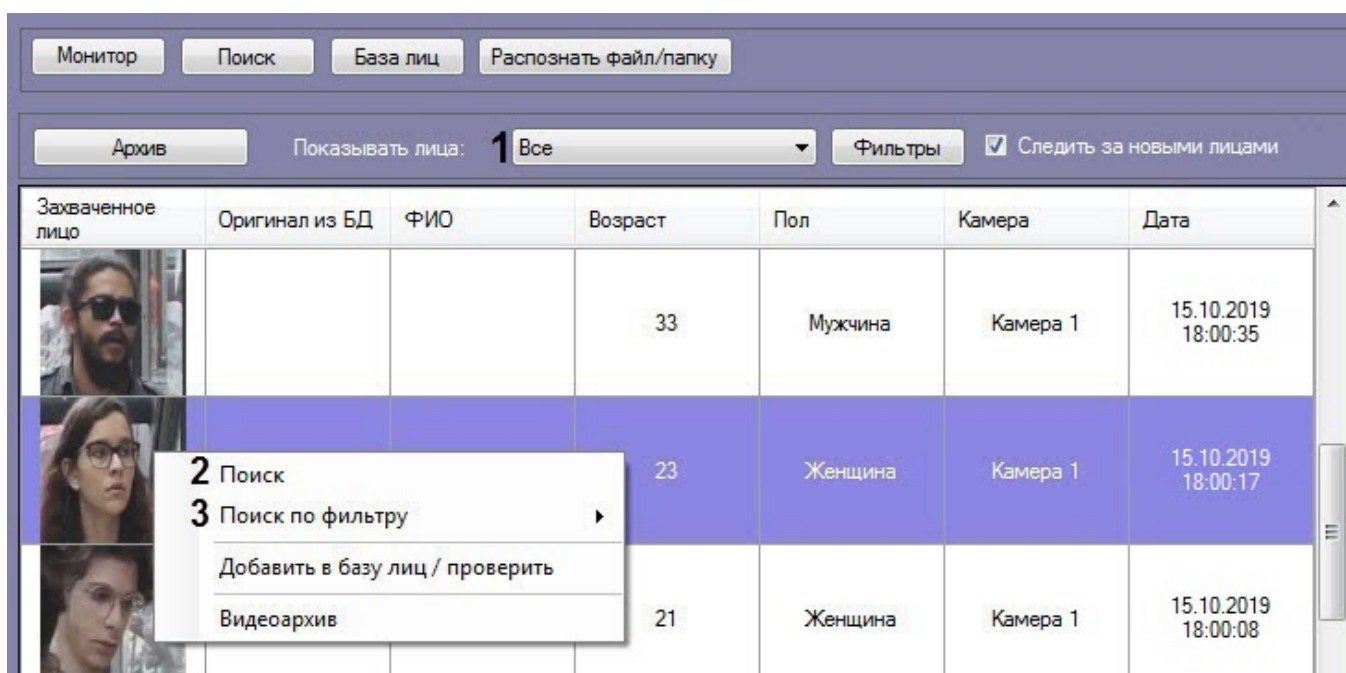 Монитор Поиск База лиц Распознать файл/папку
Архив Показывать лица: 1 Все Фильтры Следить за новыми лицами
Захваченное лицо Оригинал из БД ФИО Возраст Пол Камера Дата
33 Мужчина Камера 1 15.10.2019 18:00:35
23 Женщина Камера 1 15.10.2019 18:00:17
2 Поиск
3 Поиск по фильтру
Добавить в базу лиц / проверить
Видеоархив
21 Женщина Камера 1 15.10.2019 18:00:08